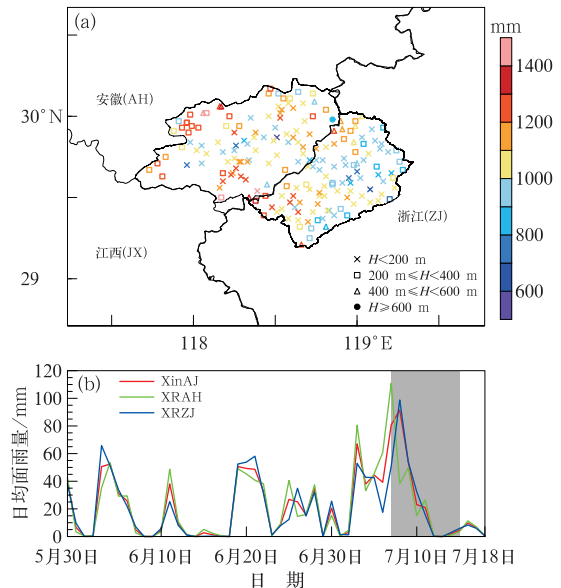 (a)
mm
1400
1200
1000
800
600
30°N
29
安徽(AH)
浙江(ZJ)
江西(JX)
× H<200 m
□ 200 m≤H<400 m
△ 400 m≤H<600 m
● H≥600 m
118
119°E
(b)
XinAJ
XRAH
XRZJ
日均面雨量/mm
120
100
80
60
40
20
0
5月30日 6月10日 6月20日 6月30日 7月10日 7月18日
日 期